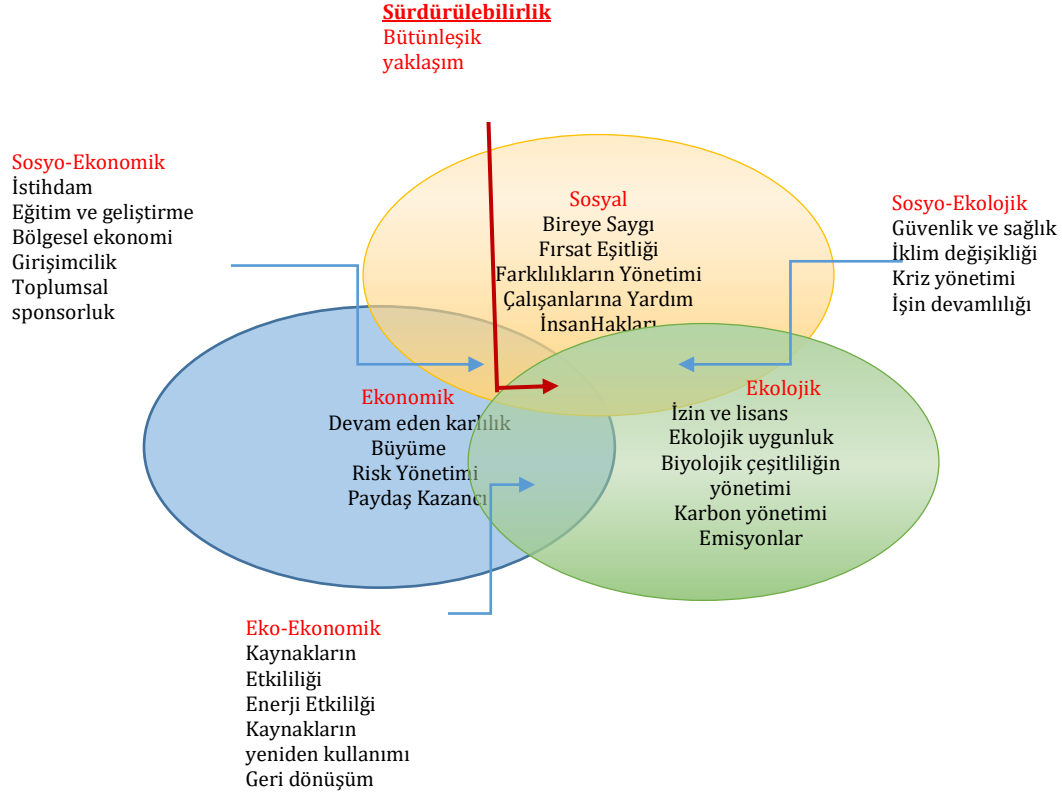 Sürdürülebilirlik
Bütünleşik
yaklaşım
Sosyo-Ekonomik
İstihdam
Eğitim ve geliştirme
Bölgesel ekonomi
Girişimcilik
Toplumsal
sponsorluk
Sosyal
Bireye Saygı
Fırsat Eşitliği
Farklılıkların Yönetimi
Çalışanlarına Yardım
İnsanHakları
Sosyo-Ekolojik
Güvenlik ve sağlık
İklim değişikliği
Kriz yönetimi
İşin devamlılığı
Ekonomik
Devam eden karlılık
Büyüme
Risk Yönetimi
Paydaş Kazancı
Ekolojik
İzin ve lisans
Ekolojik uygunluk
Biyolojik çeşitliliğin
yönetimi
Karbon yönetimi
Emisyonlar
Eko-Ekonomik
Kaynakların
Etkililiği
Enerji Etkililği
Kaynakların
yeniden kullanımı
Geri dönüşüm